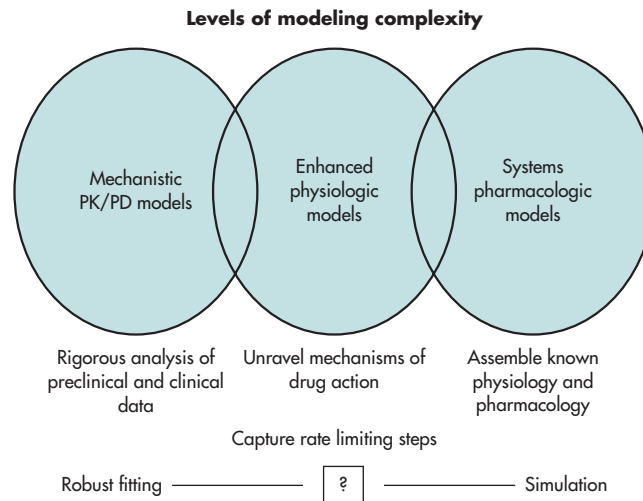 Levels of modeling complexity
Mechanistic
PK/PD models
Enhanced
physiologic
models
Systems
pharmacologic
models
Rigorous analysis of
preclinical and clinical
data
Unravel mechanisms of
drug action
Assemble known
physiology and
pharmacology
Capture rate limiting steps
Robust fitting
?
Simulation